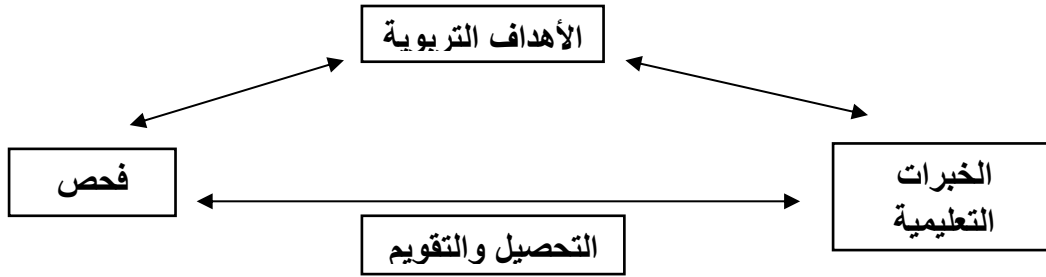 الأهداف التربوية
فحص
الخبرات
التعليمية
التحصيل والتقويم